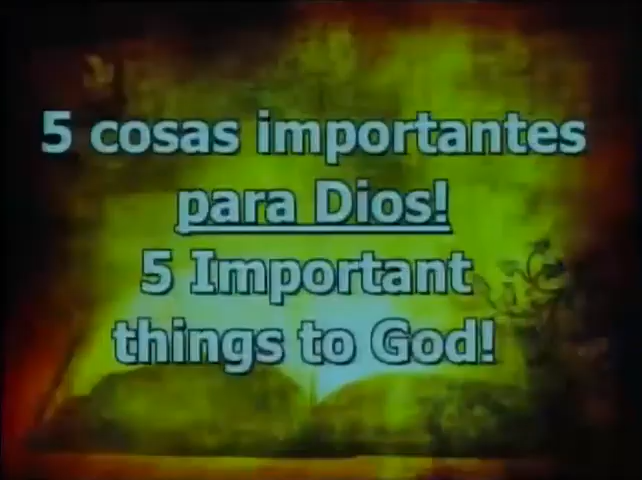 5 cosas importantes
para Dios!
5 Important
things to God!